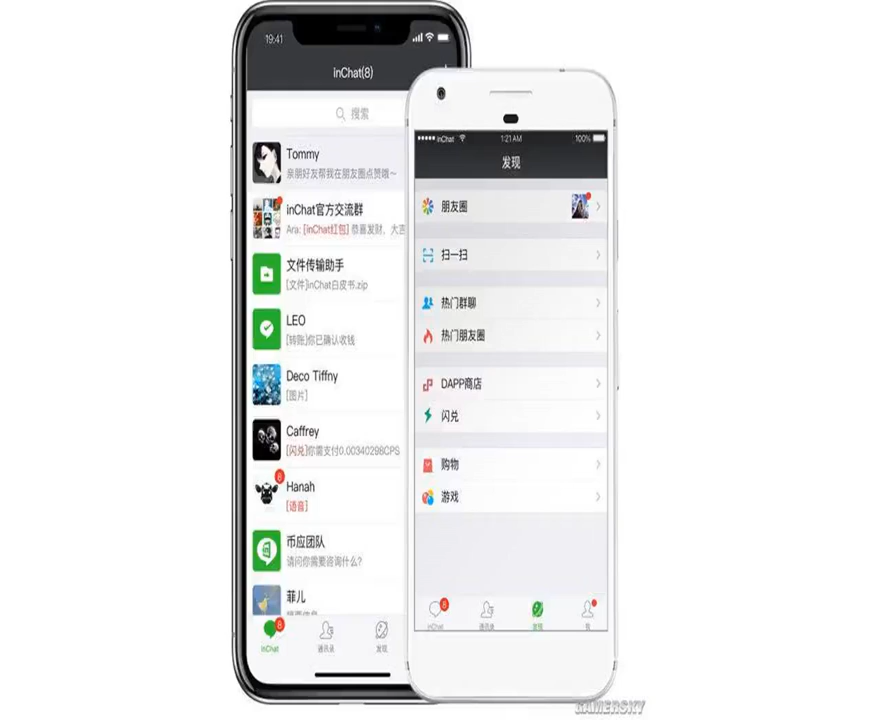 19:41
inChat(8)
搜索
Tommy
亲朋好友帮我在朋友圈点赞哦～
inChat官方交流群
Ara: [inChat红包] 恭喜发财，大吉
文件传输助手
[文件]inChat白皮书.zip
LEO
[转账]你已确认收钱
Deco Tiffny
[图片]
Caffrey
[闪兑]你需支付0.00340298CPS
8
Hanah
[语音]
币应团队
请问你需要咨询什么?
菲儿
8
inChat
通讯录
发现
inChat
1:21 AM
100%
发现
朋友圈
扫一扫
热门群聊
热门朋友圈
DAPP商店
闪兑
购物
游戏
8
inChat
通讯录
发现
我
GAMERSKY